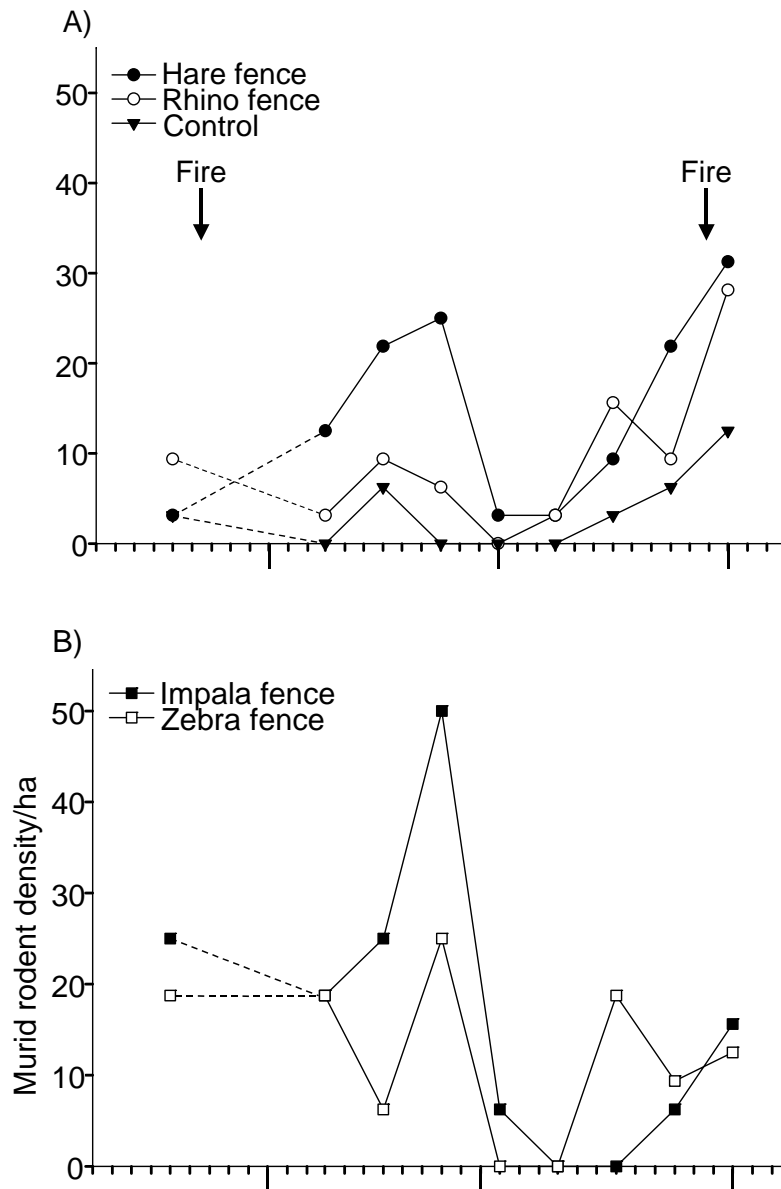 A)
Hare fence
Rhino fence
Control
50
40
30
20
10
0
Fire
Fire
B)
Impala fence
Zebra fence
50
40
30
20
10
0
Murid rodent density/ha